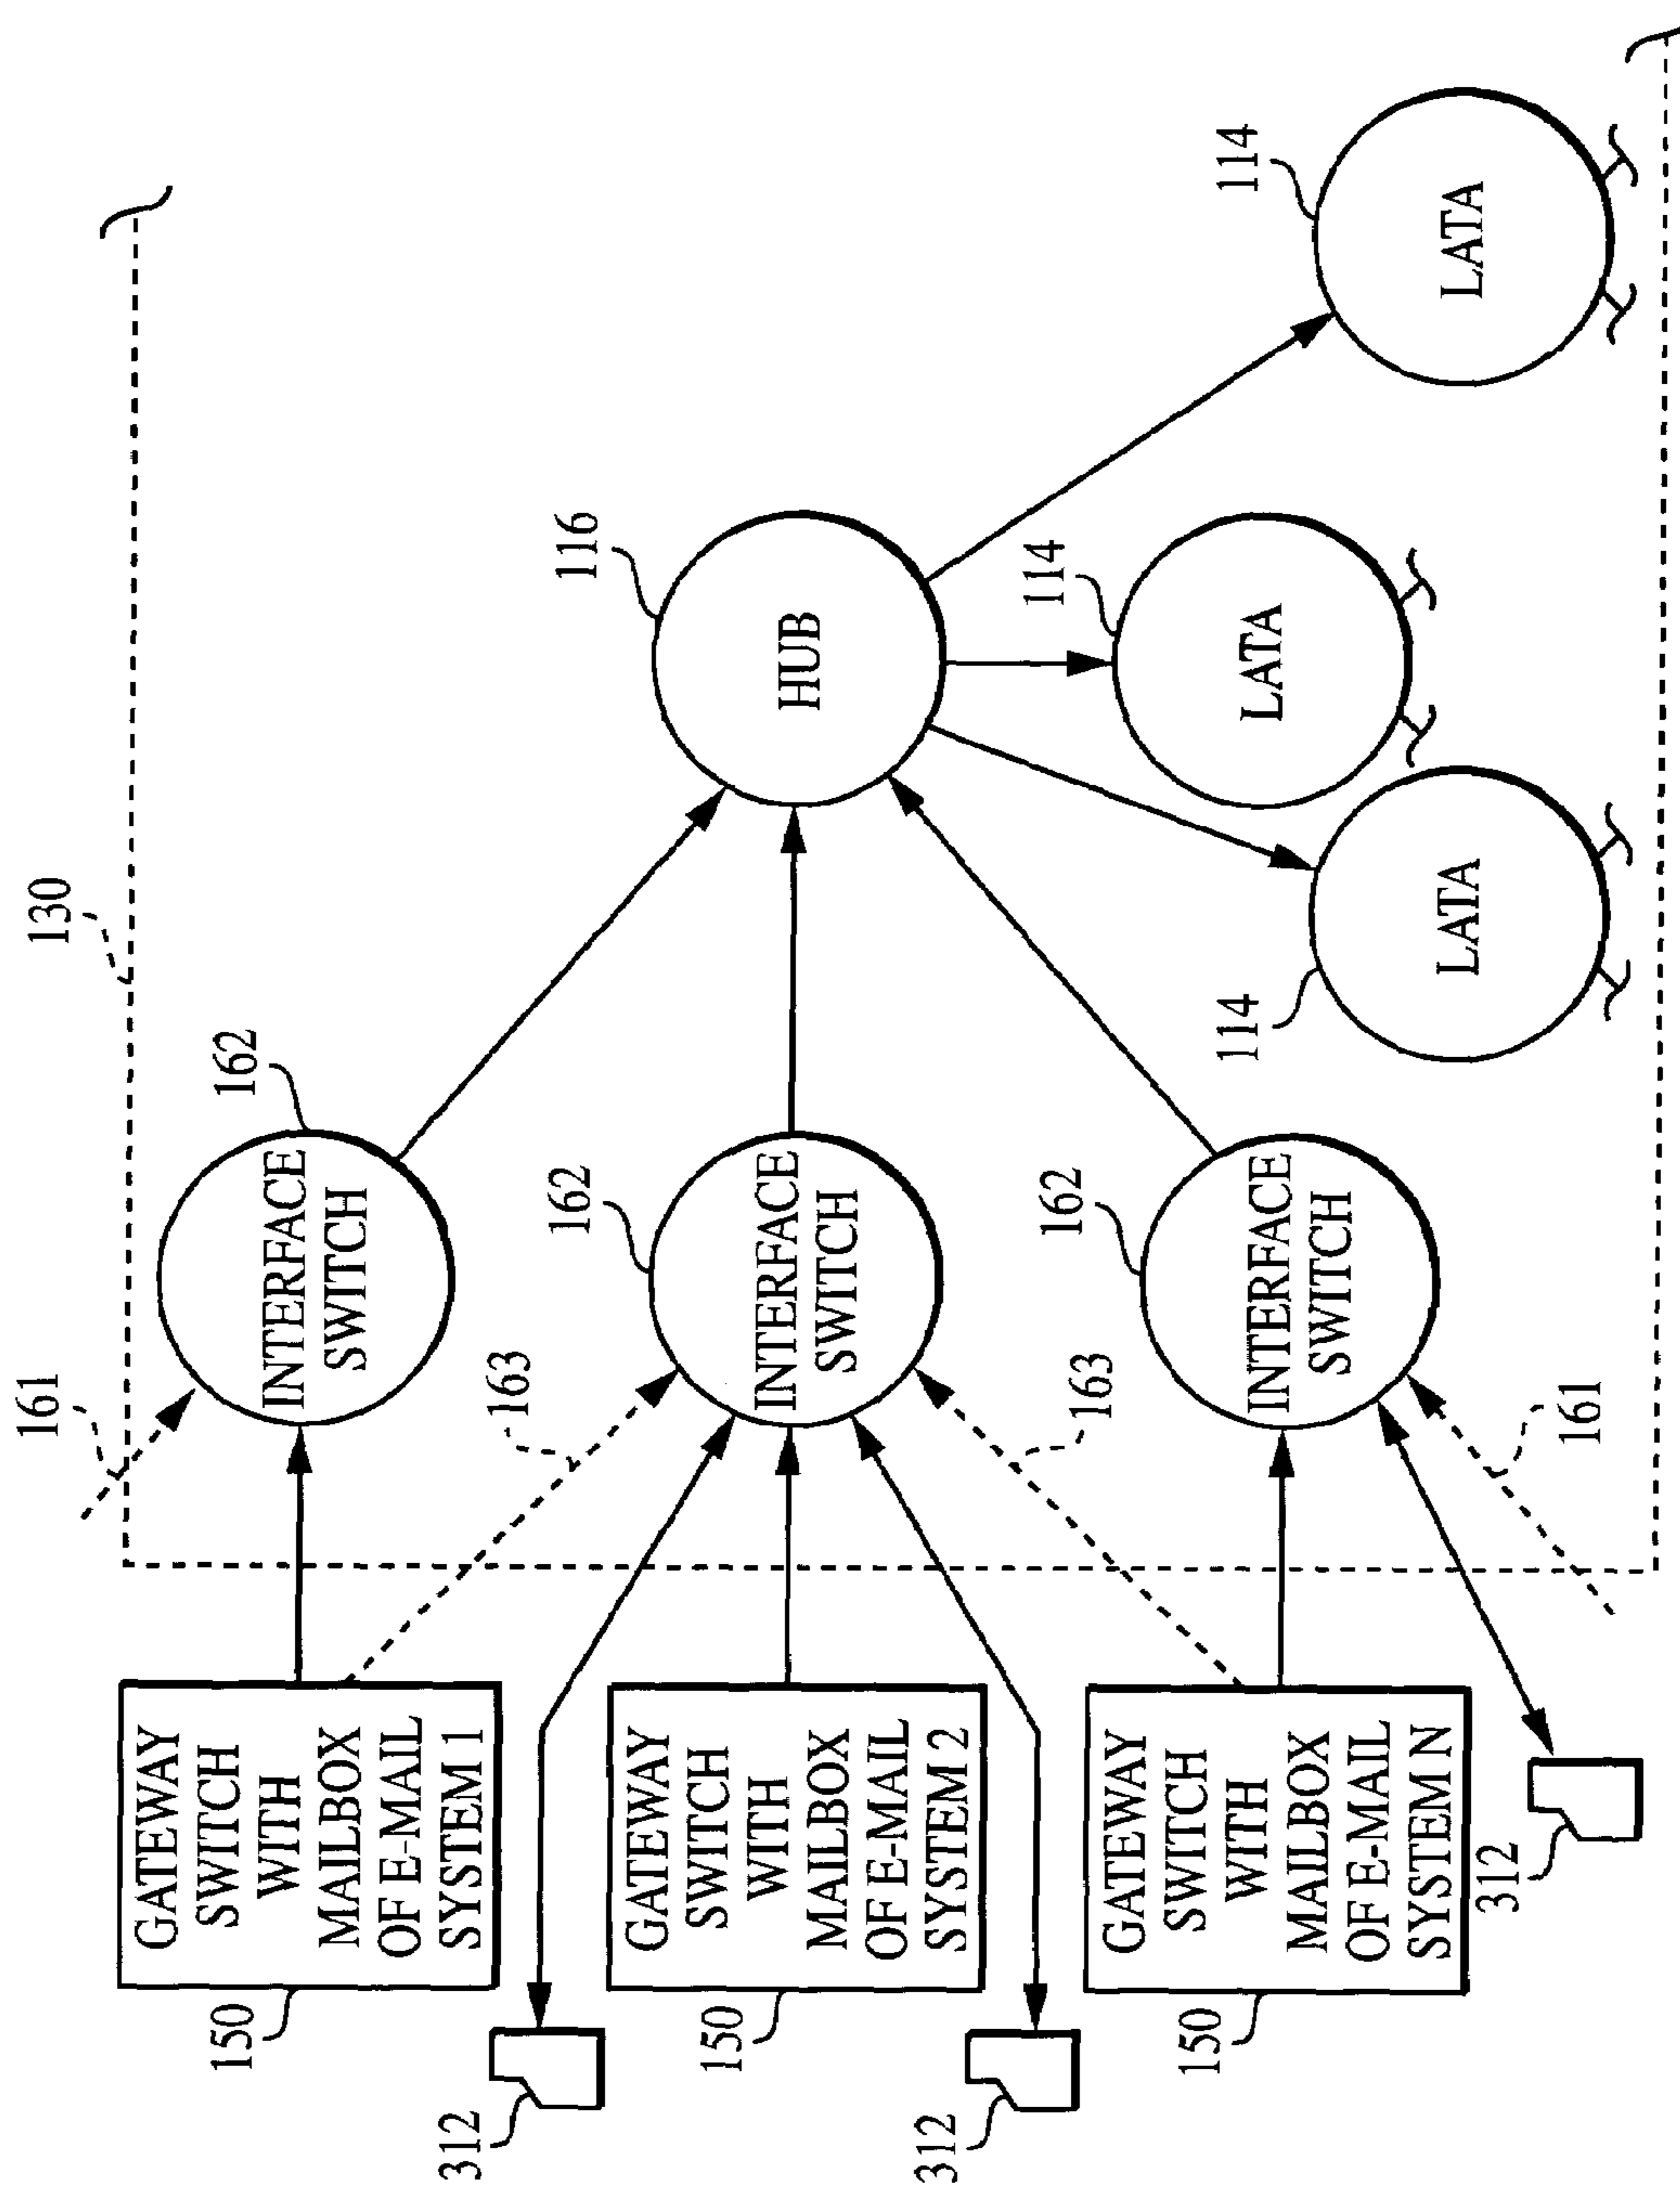 130
161
162
INTERFACE
SWITCH
GATEWAY
SWITCH
WITH
MAILBOX
OF E-MAIL
SYSTEM 1
150
163
312
116
HUB
162
INTERFACE
SWITCH
GATEWAY
SWITCH
WITH
MAILBOX
OF E-MAIL
SYSTEM 2
150
163
312
162
INTERFACE
SWITCH
GATEWAY
SWITCH
WITH
MAILBOX
OF E-MAIL
SYSTEM N
150
161
312
114
LATA
114
LATA
114
LATA